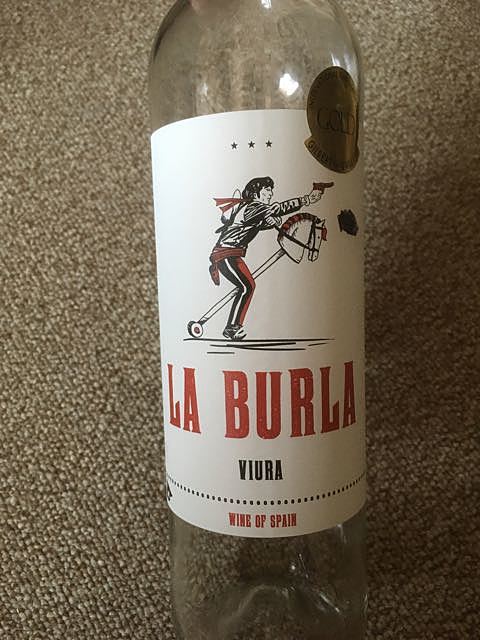 GOLD
LA BURLA
VIURA
WINE OF SPAIN